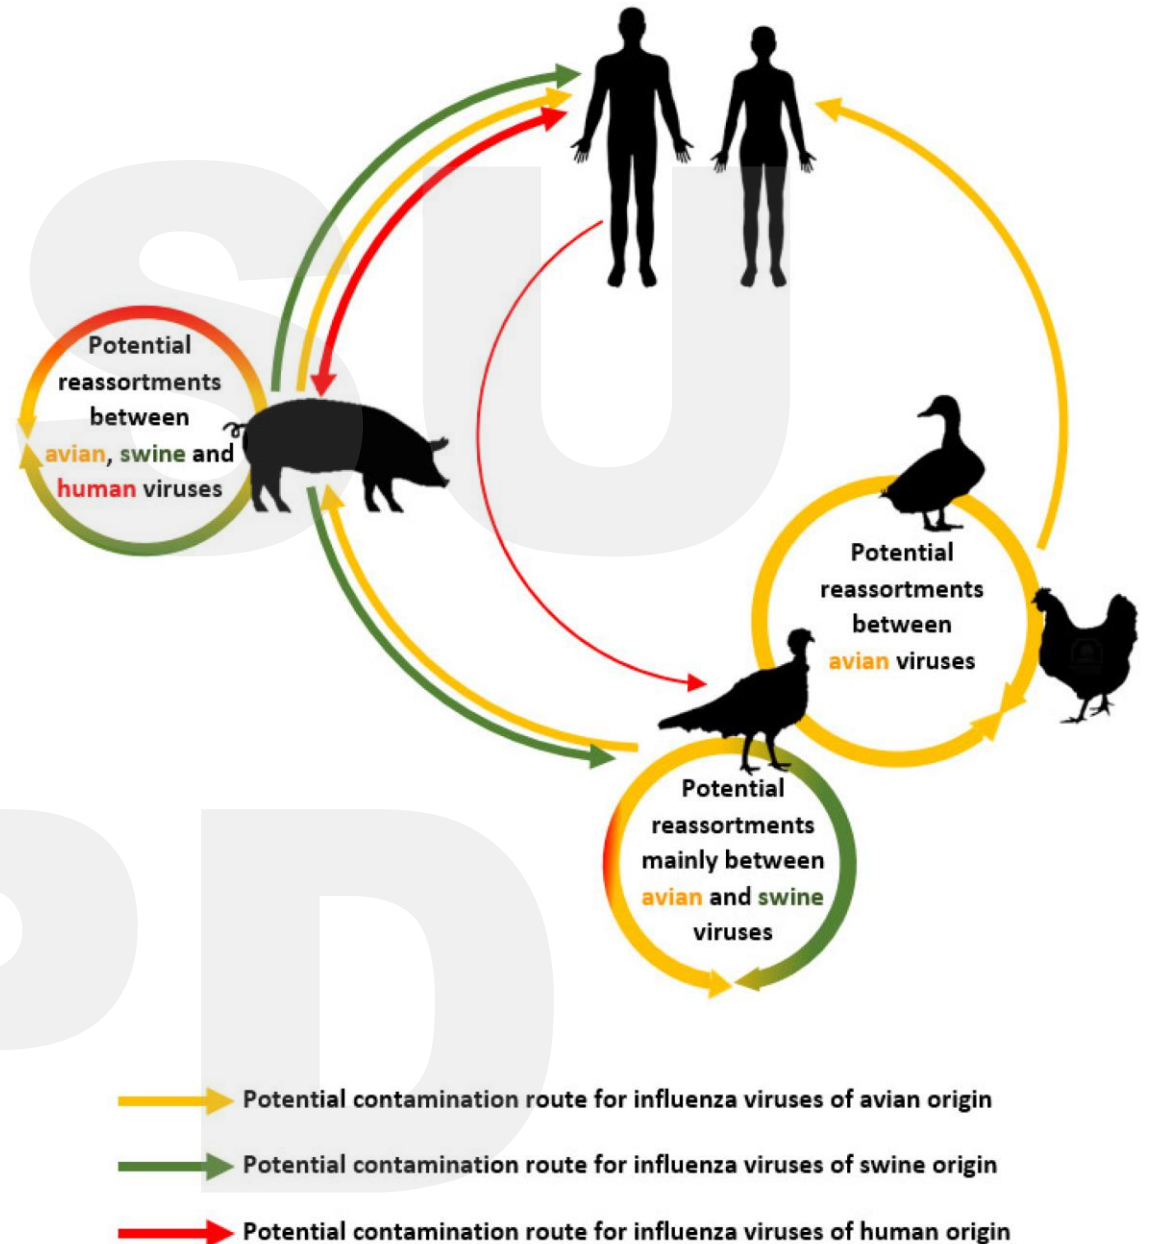 SU
PD
Potential
reassortments
between
avian, swine and
human viruses
Potential
reassortments
between
avian viruses
Potential
reassortments
mainly between
avian and swine
viruses
Potential contamination route for influenza viruses of avian origin
Potential contamination route for influenza viruses of swine origin
Potential contamination route for influenza viruses of human origin